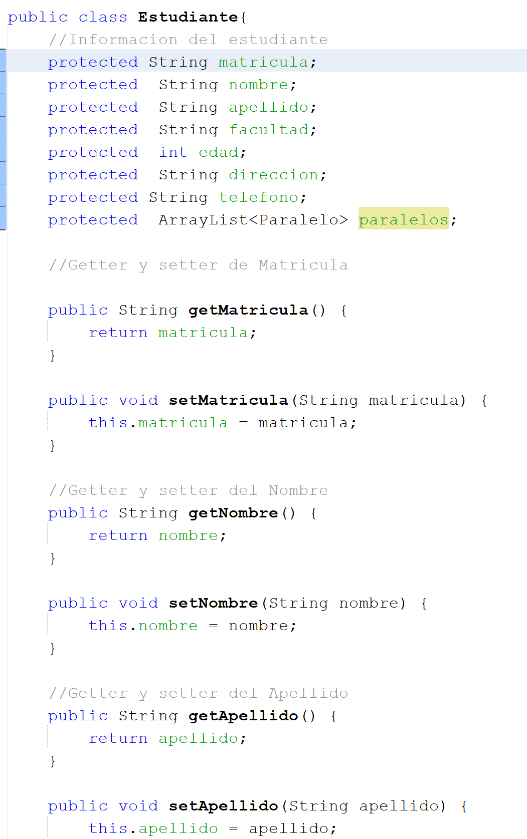 public class Estudiante{
//Informacion del estudiante
protected String matricula;
protected  String nombre;
protected  String apellido;
protected  String facultad;
protected  int edad;
protected  String direccion;
protected String telefono;
protected  ArrayList<Paralelo> paralelos;
//Getter y setter de Matricula
public String getMatricula() {
return matricula;
}
public void setMatricula(String matricula) {
this.matricula = matricula;
}
//Getter y setter del Nombre
public String getNombre() {
return nombre;
}
public void setNombre(String nombre) {
this.nombre = nombre;
}
//Getter y setter del Apellido
public String getApellido() {
return apellido;
}
public void setApellido(String apellido) {
this.apellido = apellido;